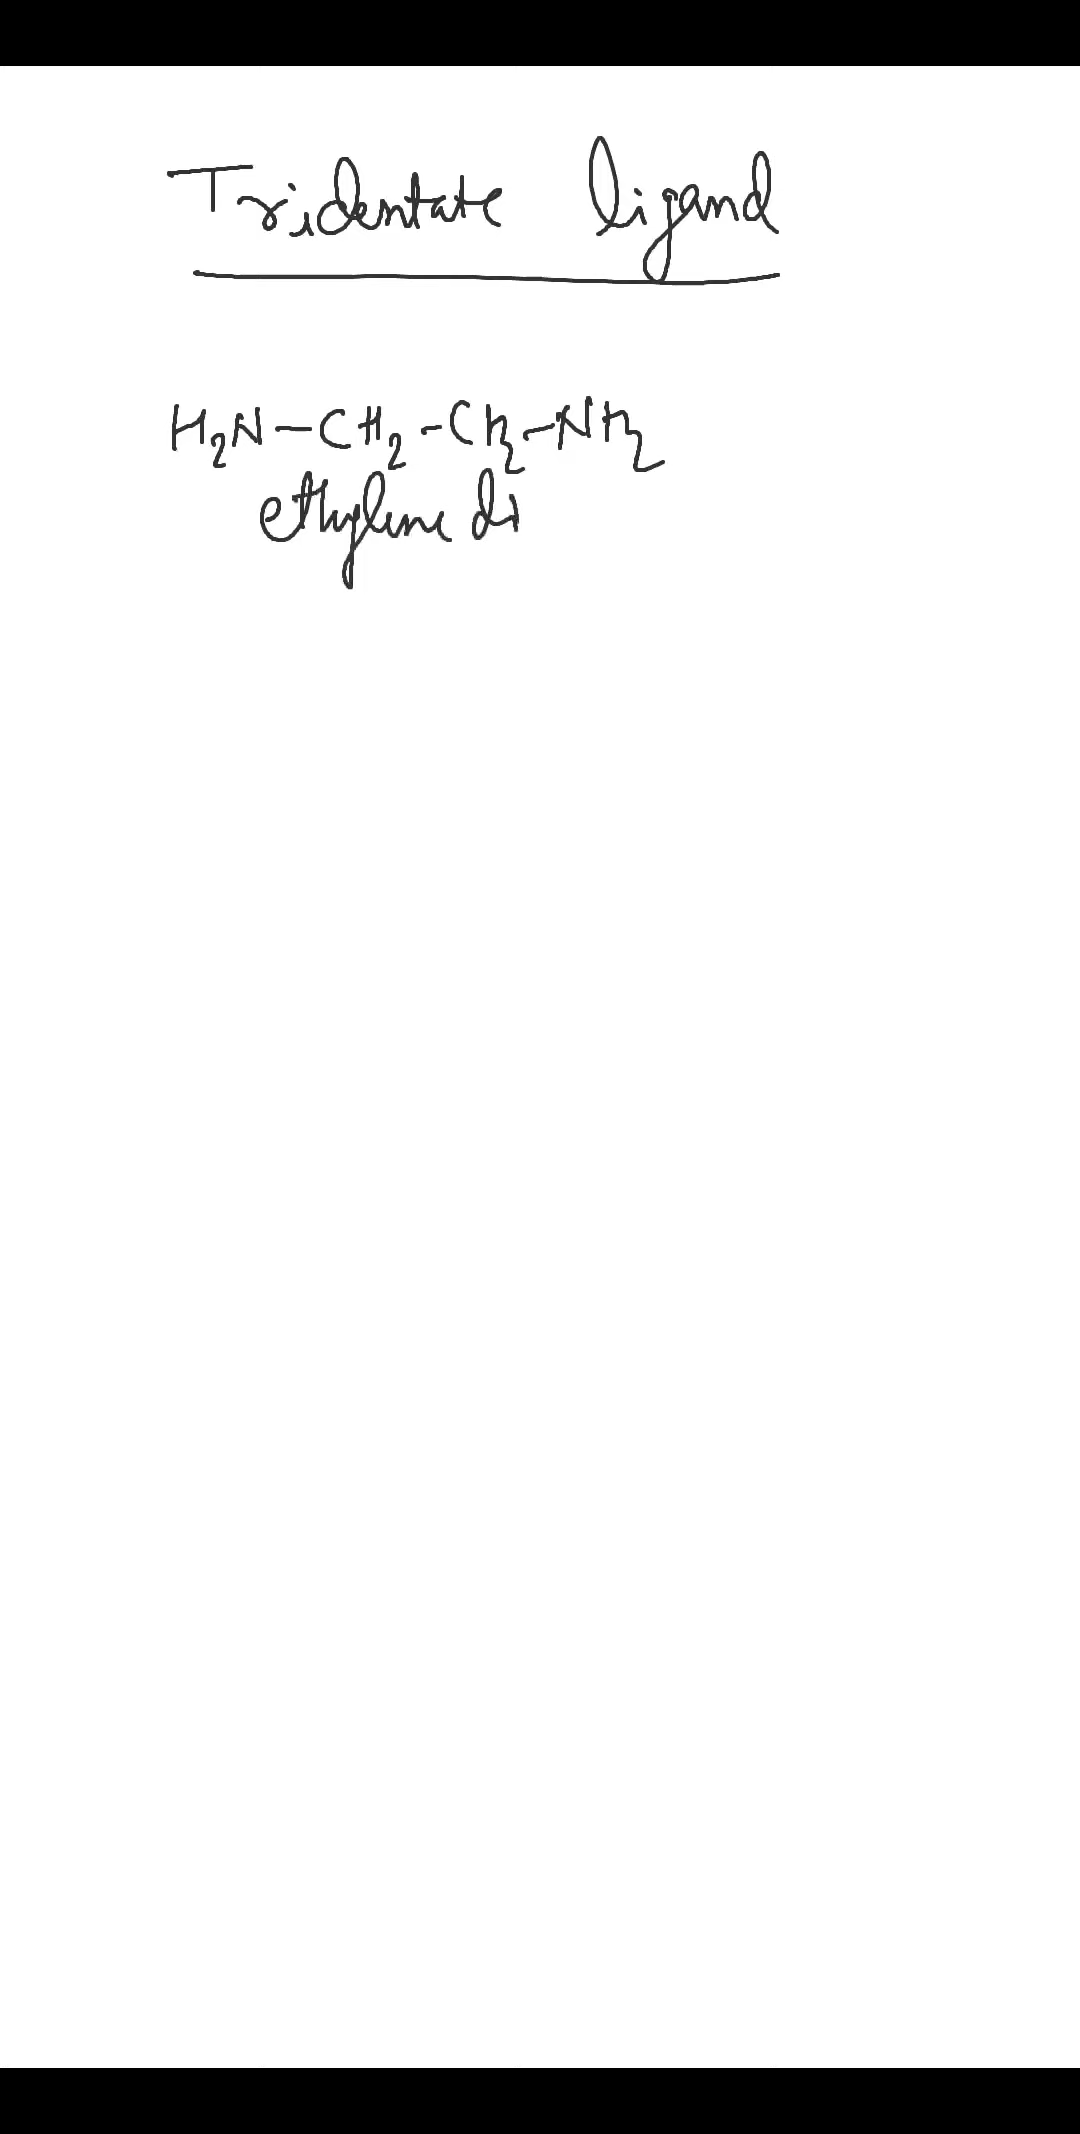 Tridentate ligand
H₂N-CH₂-CH₂-NH₂
ethylene di